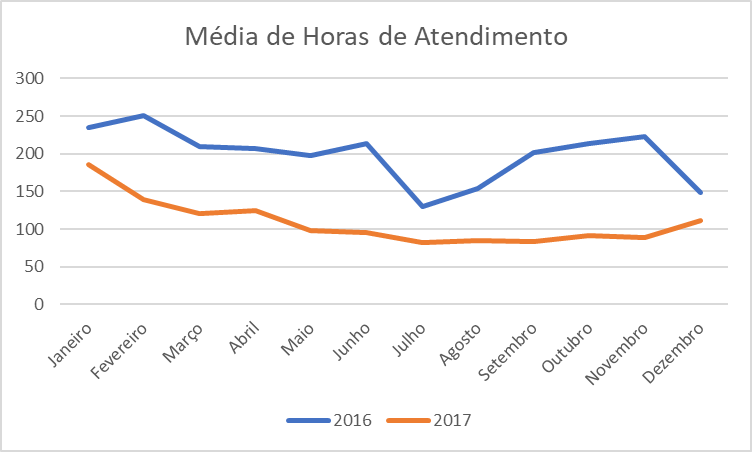 Média de Horas de Atendimento
300
250
200
150
100
50
0
Janeiro
Fevereiro
Março
Abril
Maio
Junho
Julho
Agosto
Setembro
Outubro
Novembro
Dezembro
2016 2017